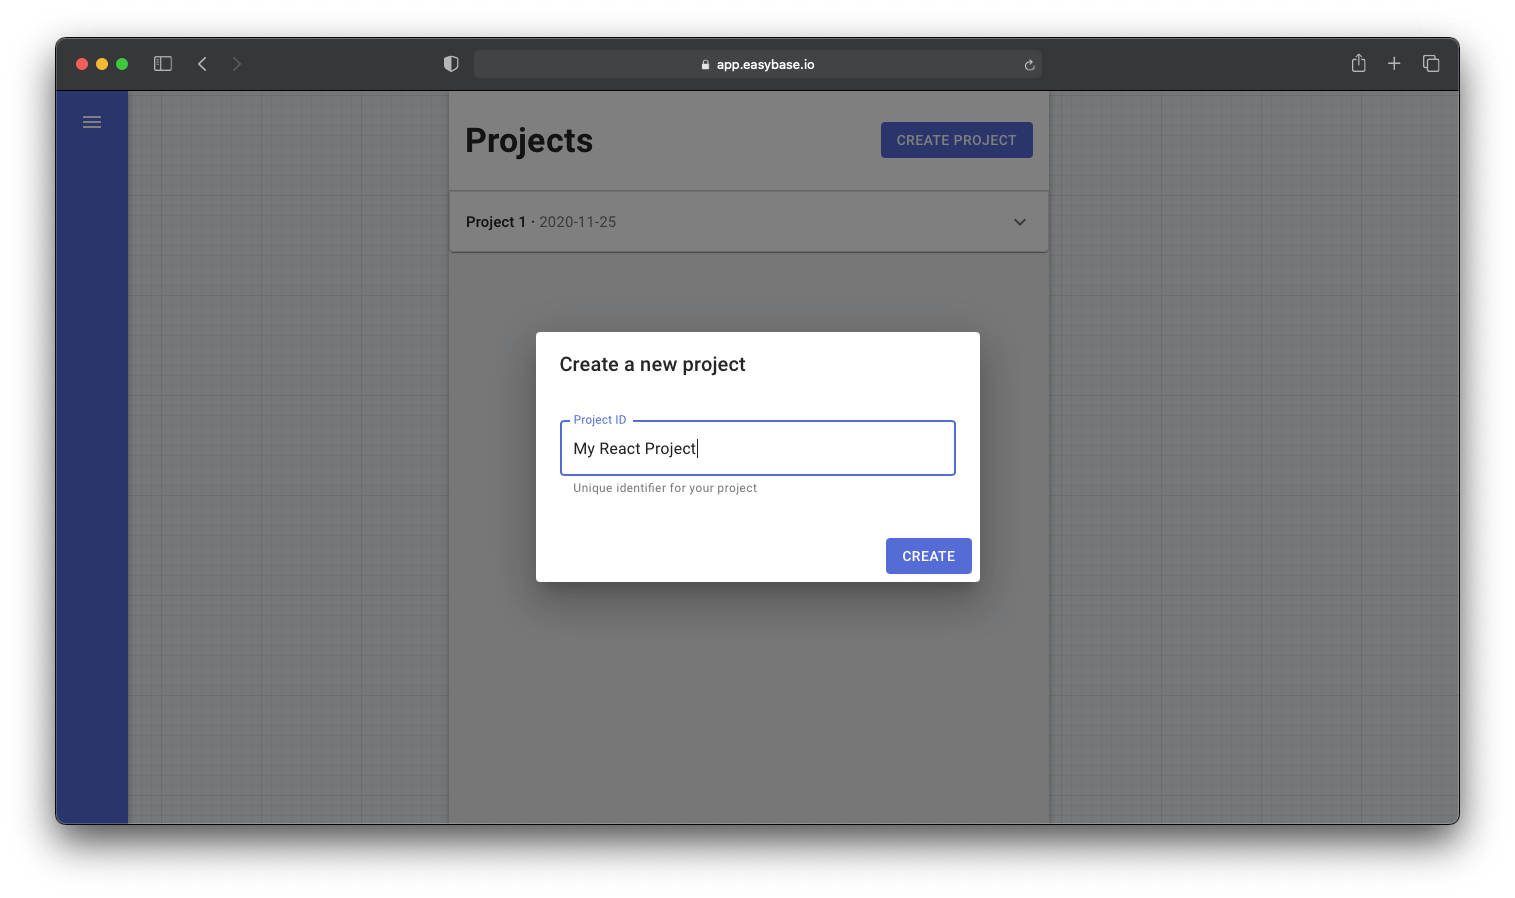 app.easybase.io
Projects
CREATE PROJECT
Project 1 · 2020-11-25
Create a new project
Project ID
My React Project
Unique identifier for your project
CREATE